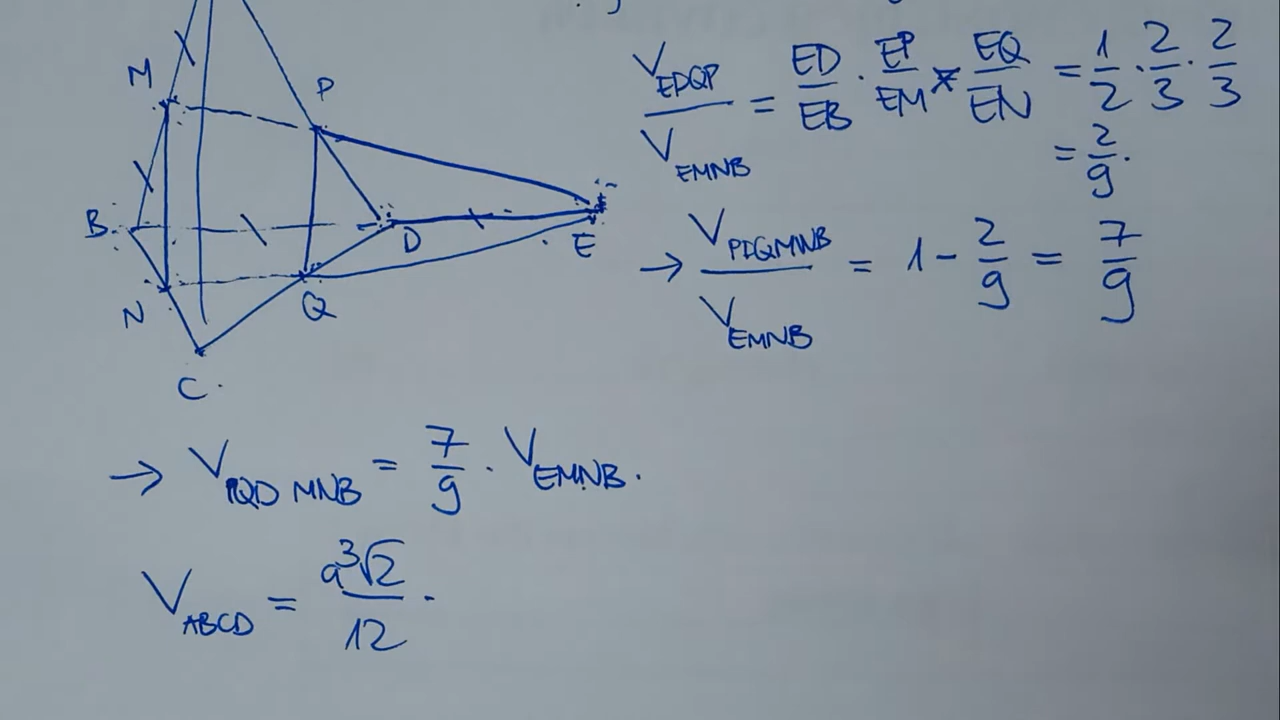 M
P
B
D
E
N
Q
C.
V_EDQP / V_EMNB = ED/EB . EP/EM * EQ/EN = 1/2 . 2/3 . 2/3
= 2/9.
→ V_PDQMNB / V_EMNB = 1 - 2/9 = 7/9
→ V_PQD MNB = 7/9 . V_EMNB.
V_ABCD = a³√2 / 12 .